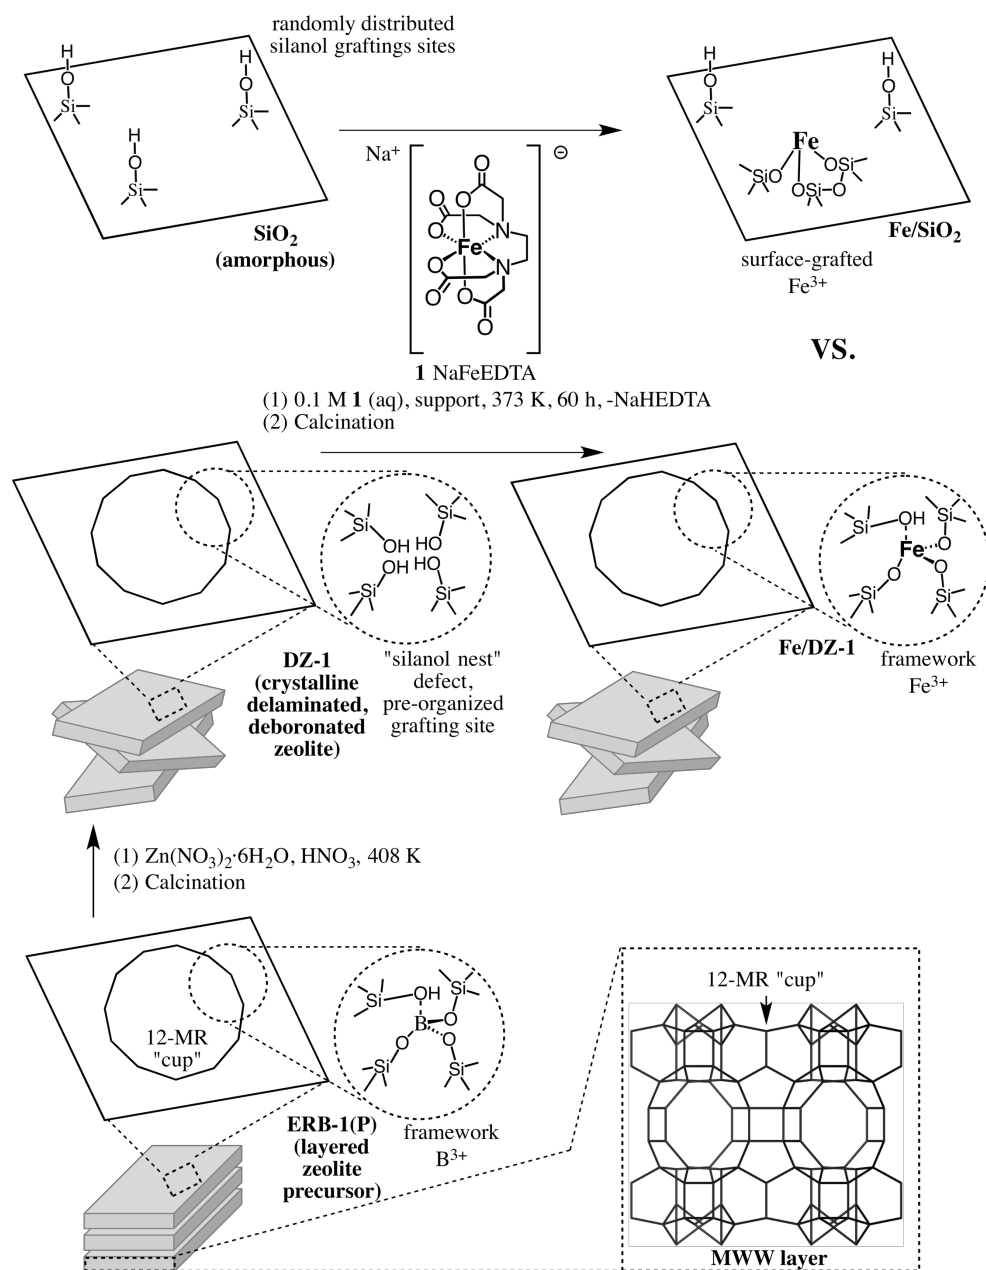 randomly distributed
silanol graftings sites
H
O
Si
H
O
Si
H
O
Si
SiO2
(amorphous)
Na+
⊖
O
O
O
O
N
Fe
O
N
O
O
O
1 NaFeEDTA
(1) 0.1 M 1 (aq), support, 373 K, 60 h, -NaHEDTA
(2) Calcination
H
O
Si
H
O
Si
Fe
SiO
OSi
OSi
O
Fe/SiO2
surface-grafted
Fe3+
VS.
Si
Si
OH
HO
OH
HO
Si
Si
DZ-1
(crystalline
delaminated,
deboronated
zeolite)
"silanol nest"
defect,
pre-organized
grafting site
Si
OH
Si
Fe
O
O
O
Si
Si
Fe/DZ-1
framework
Fe3+
(1) Zn(NO3)2·6H2O, HNO3, 408 K
(2) Calcination
12-MR
"cup"
Si
OH
Si
B
O
O
O
Si
Si
ERB-1(P)
(layered
zeolite
precursor)
framework
B3+
12-MR "cup"
MWW layer